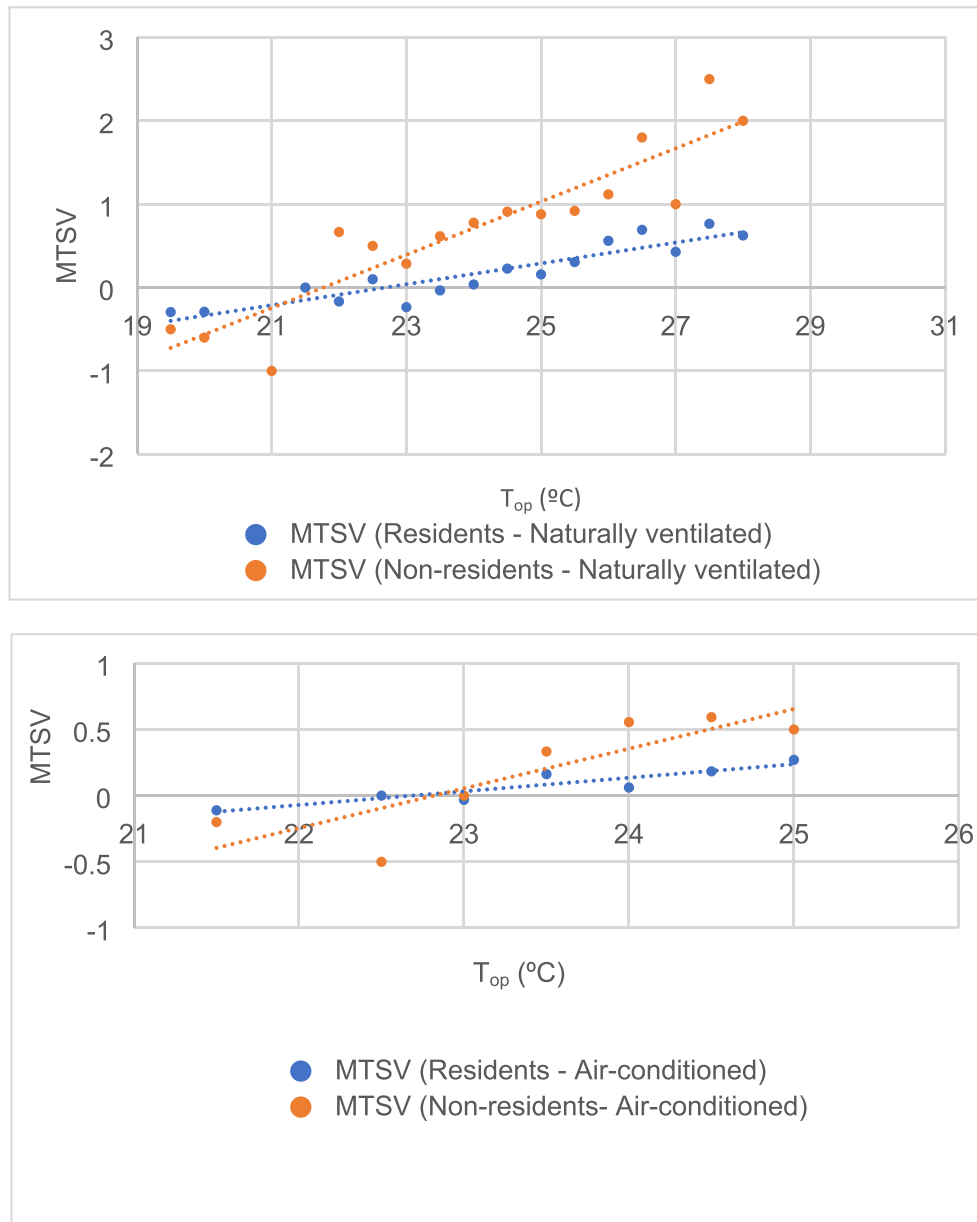 3
2
MTSV
1
0
19 21 23 25 27 29 31
-1
-2
Top (ºC)
MTSV (Residents - Naturally ventilated)
MTSV (Non-residents - Naturally ventilated)
1
MTSV
0.5
0
21 22 23 24 25 26
-0.5
-1
Top (ºC)
MTSV (Residents - Air-conditioned)
MTSV (Non-residents- Air-conditioned)